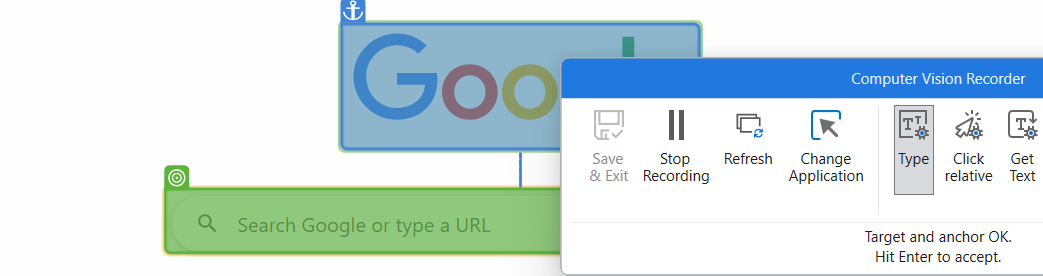 Computer Vision Recorder
Save & Exit
Stop Recording
Refresh
Change Application
Type
Click relative
Get Text
Search Google or type a URL
Target and anchor OK.
Hit Enter to accept.